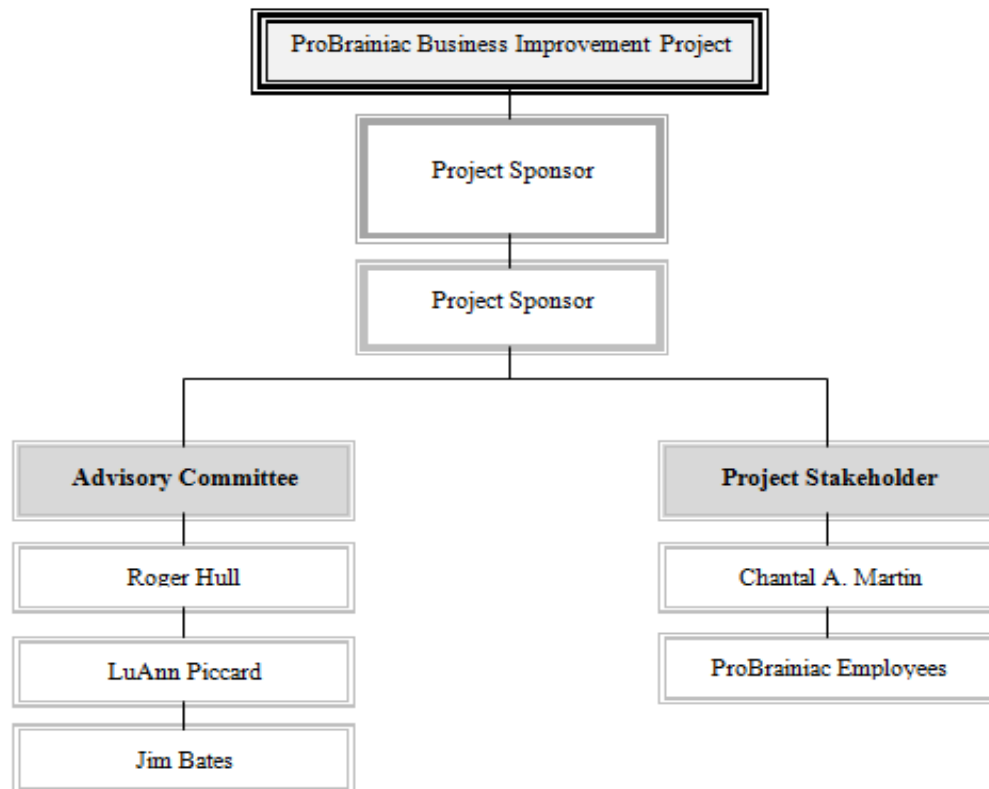 ProBrainiac Business Improvement Project
Project Sponsor
Project Sponsor
Advisory Committee
Project Stakeholder
Roger Hull
Chantal A. Martin
LuAnn Piccard
ProBrainiac Employees
Jim Bates